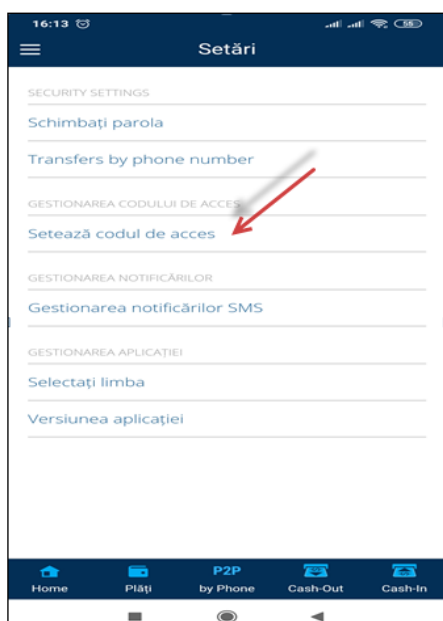 16:13 55
Setări
SECURITY SETTINGS
Schimbați parola
Transfers by phone number
GESTIONAREA CODULUI DE ACCES
Setează codul de acces
GESTIONAREA NOTIFICĂRILOR
Gestionarea notificărilor SMS
GESTIONAREA APLICAȚIEI
Selectați limba
Versiunea aplicației
P2P
Home Plăți by Phone Cash-Out Cash-In